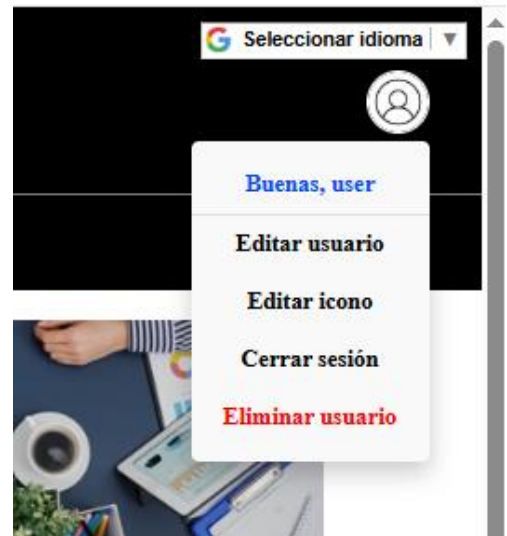 Seleccionar idioma
Buenas, user
Editar usuario
Editar icono
Cerrar sesión
Eliminar usuario